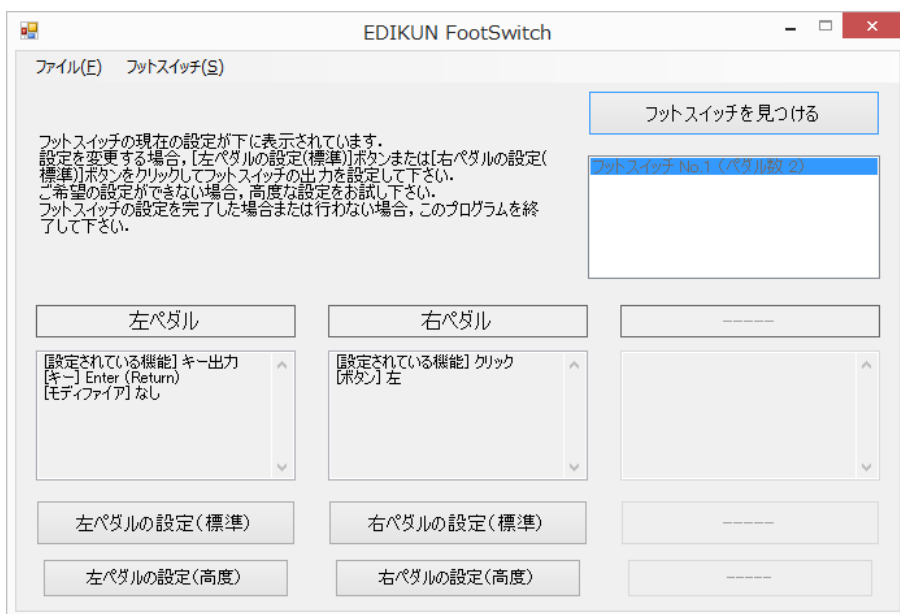 EDIKUN FootSwitch
ファイル(F) フットスイッチ(S)
フットスイッチを見つける
フットスイッチの現在の設定が下に表示されています.
設定を変更する場合, [左ペダルの設定(標準)]ボタンまたは[右ペダルの設定(
標準)]ボタンをクリックしてフットスイッチの出力を設定して下さい.
ご希望の設定ができない場合, 高度な設定をお試し下さい.
フットスイッチの設定を完了した場合または行わない場合, このプログラムを終
了して下さい.
フットスイッチ No.1 (ペダル数 2)
左ペダル
右ペダル
-----
[設定されている機能] キー出力
[キー] Enter (Return)
[モディファイア] なし
[設定されている機能] クリック
[ボタン] 左
左ペダルの設定(標準)
右ペダルの設定(標準)
-----
左ペダルの設定(高度)
右ペダルの設定(高度)
-----